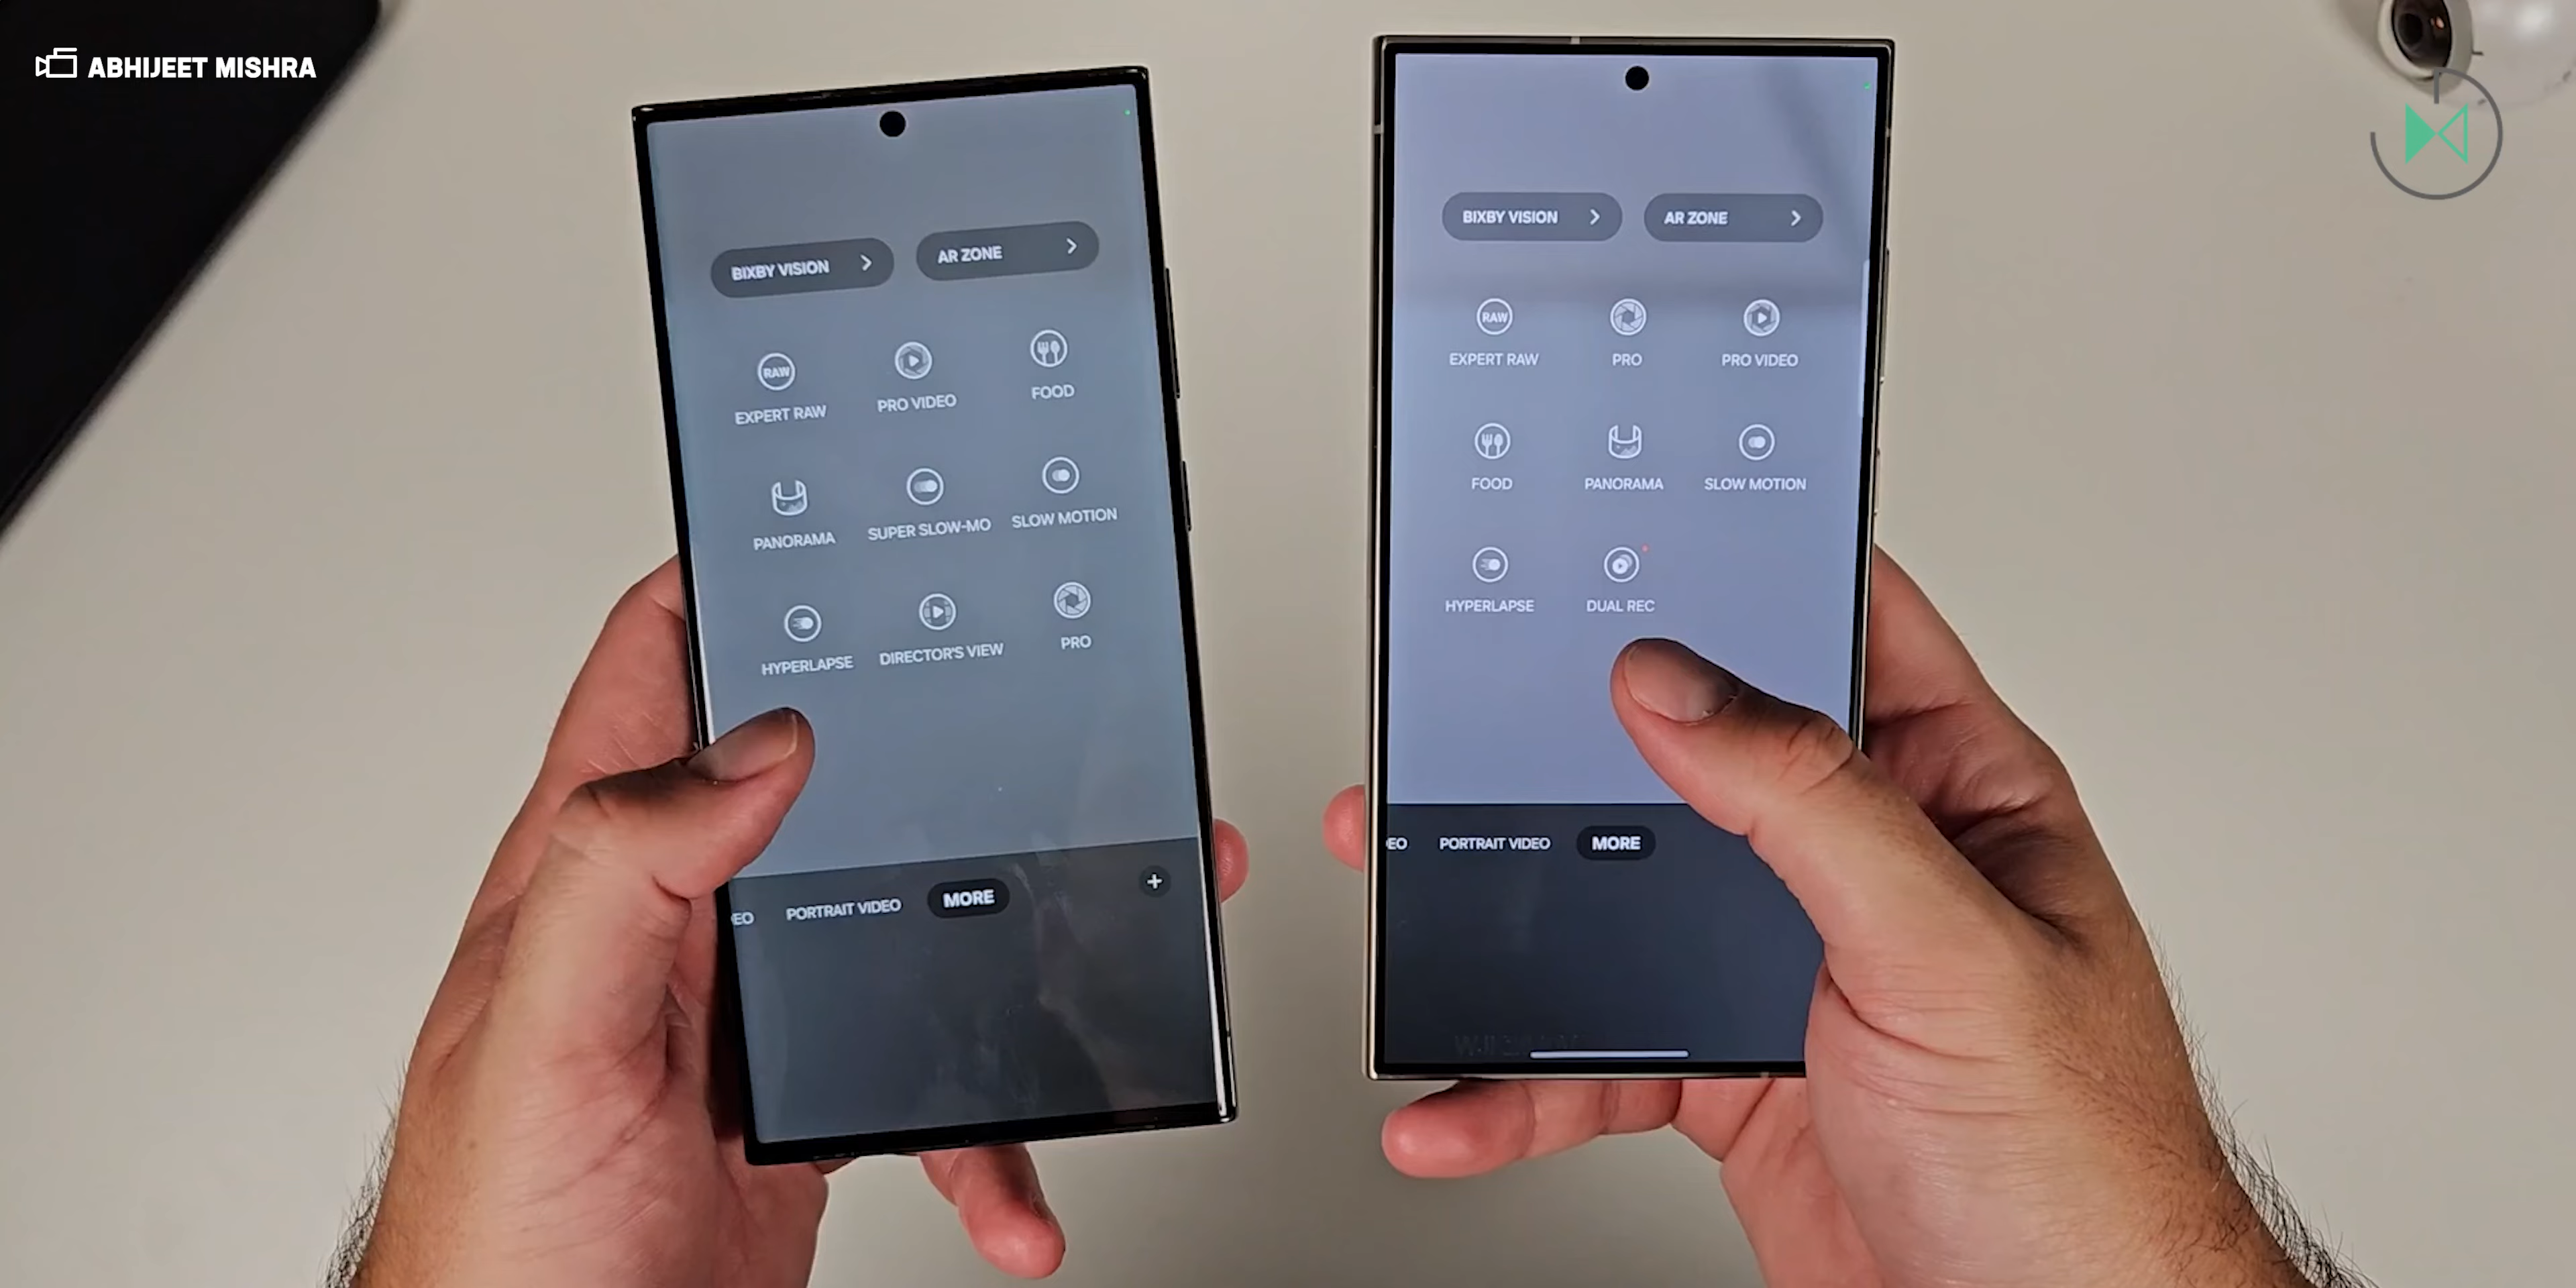 ABHIJEET MISHRA
BIXBY VISION
AR ZONE
RAW
EXPERT RAW
PRO VIDEO
FOOD
PANORAMA
SUPER SLOW-MO
SLOW MOTION
HYPERLAPSE
DIRECTOR'S VIEW
PRO
EO
PORTRAIT VIDEO
MORE
BIXBY VISION
AR ZONE
RAW
EXPERT RAW
PRO
PRO VIDEO
FOOD
PANORAMA
SLOW MOTION
HYPERLAPSE
DUAL REC
EO
PORTRAIT VIDEO
MORE